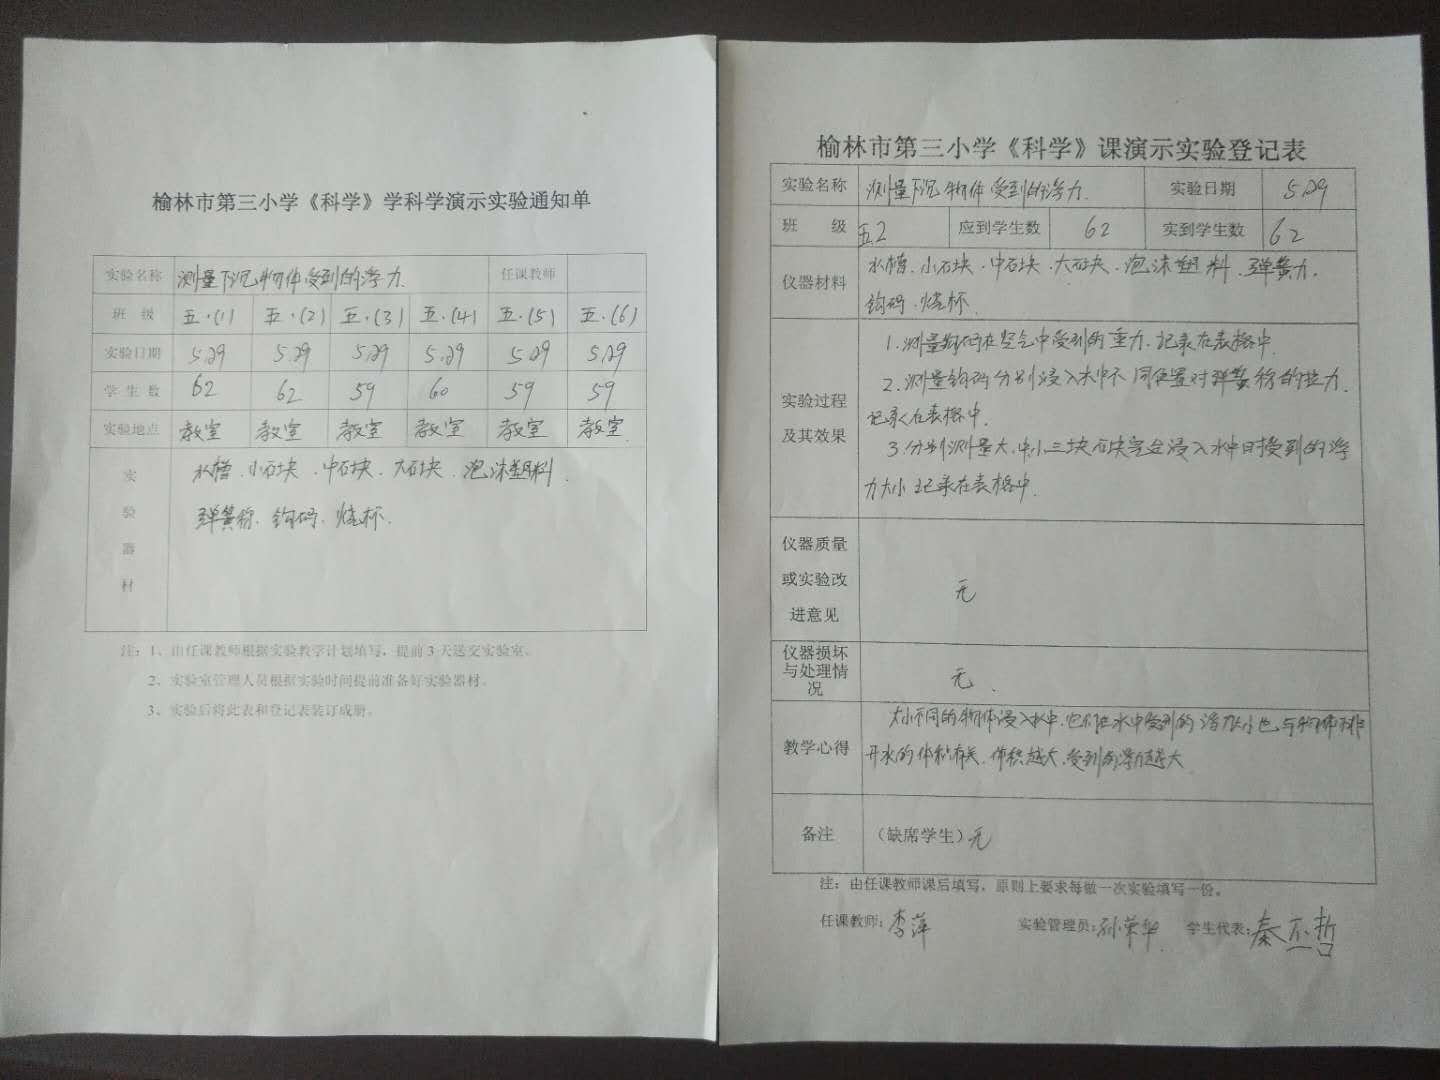 榆林市第三小学《科学》学科学演示实验通知单
实验名称 测量下沉物体受到的浮力 任课教师
班 级 五.(1) 五.(2) 五.(3) 五.(4) 五.(5) 五.(6)
实验日期 5.29 5.29 5.29 5.29 5.29 5.29
学生数 62 62 59 60 59 59
实验地点 教室 教室 教室 教室 教室 教室
实验器材 水槽、小石块、中石块、大石块、泡沫塑料、
弹簧称、钩码、烧杯.
注：1、由任课教师根据实验教学计划填写，提前3天送交实验室。
2、实验室管理人员根据实验时间提前准备好实验器材。
3、实验后将此表和登记表装订成册。
榆林市第三小学《科学》课演示实验登记表
实验名称 测量下沉物体受到的浮力. 实验日期 5.29
班 级 五.2 应到学生数 62 实到学生数 62
仪器材料 水槽、小石块、中石块、大石块、泡沫塑料、弹簧力、
钩码、烧杯
实验过程及其效果
1.测量钩码在空气中受到的重力.记录在表格中.
2.测量钩码分别浸入水中不同位置对弹簧称的拉力.
记录在表格中.
3.分别测量大、中、小三块石块完全浸入水中时受到的浮
力大小记录在表格中.
仪器质量或实验改进意见 无
仪器损坏与处理情况 无.
教学心得 大小不同的物体浸入水中.它们在水中受到的浮力大小也与物体排
开水的体积有关.体积越大.受到的浮力越大
备注 （缺席学生）无
注：由任课教师课后填写，原则上要求每做一次实验填写一份。
任课教师：李萍 实验管理员：孙荣华 学生代表：秦丕哲